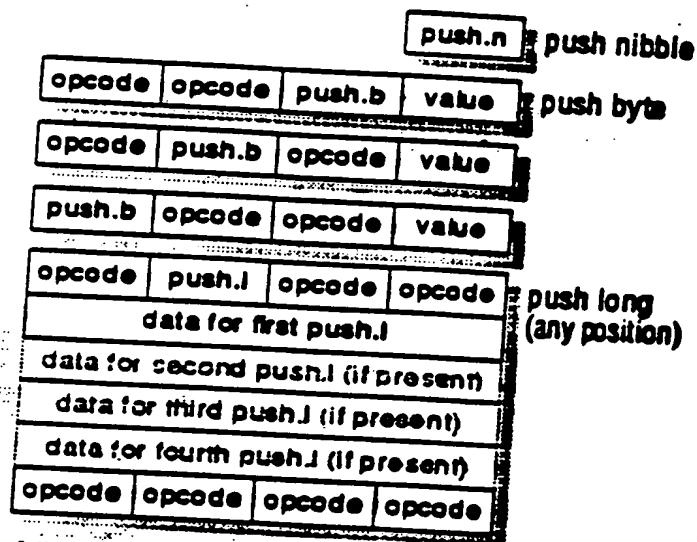 push.n push nibble
opcode opcode push.b value push byte
opcode push.b opcode value
push.b opcode opcode value
opcode push.l opcode opcode push long
(any position)
data for first push.l
data for second push.l (if present)
data for third push.l (if present)
data for fourth push.l (if present)
opcode opcode opcode opcode